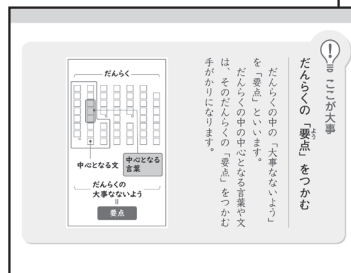 ここが大事
だんらくの「要点」をつかむ
よう
だんらくの中の「大事なないよう」
を「要点」といいます。
だんらくの中の中心となる言葉や文
は、そのだんらくの「要点」をつかむ
手がかりになります。
だんらく
中心となる文
中心となる
言葉
だんらくの
大事なないよう
=
要点